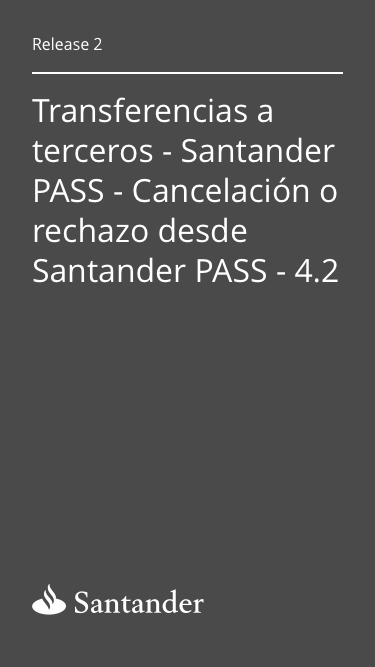 Release 2
Transferencias a
terceros - Santander
PASS - Cancelación o
rechazo desde
Santander PASS - 4.2
Santander